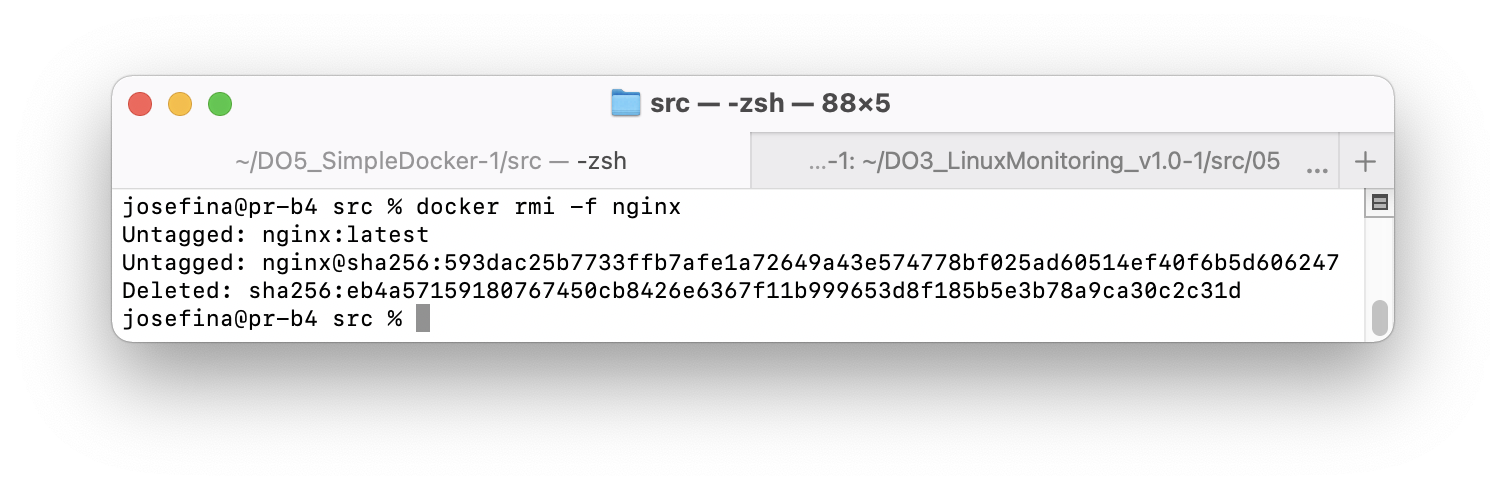 src — -zsh — 88×5
~/DO5_SimpleDocker-1/src — -zsh
...-1: ~/DO3_LinuxMonitoring_v1.0-1/src/05 ...
josefina@pr-b4 src % docker rmi -f nginx
Untagged: nginx:latest
Untagged: nginx@sha256:593dac25b7733ffb7afe1a72649a43e574778bf025ad60514ef40f6b5d606247
Deleted: sha256:eb4a57159180767450cb8426e6367f11b999653d8f185b5e3b78a9ca30c2c31d
josefina@pr-b4 src %